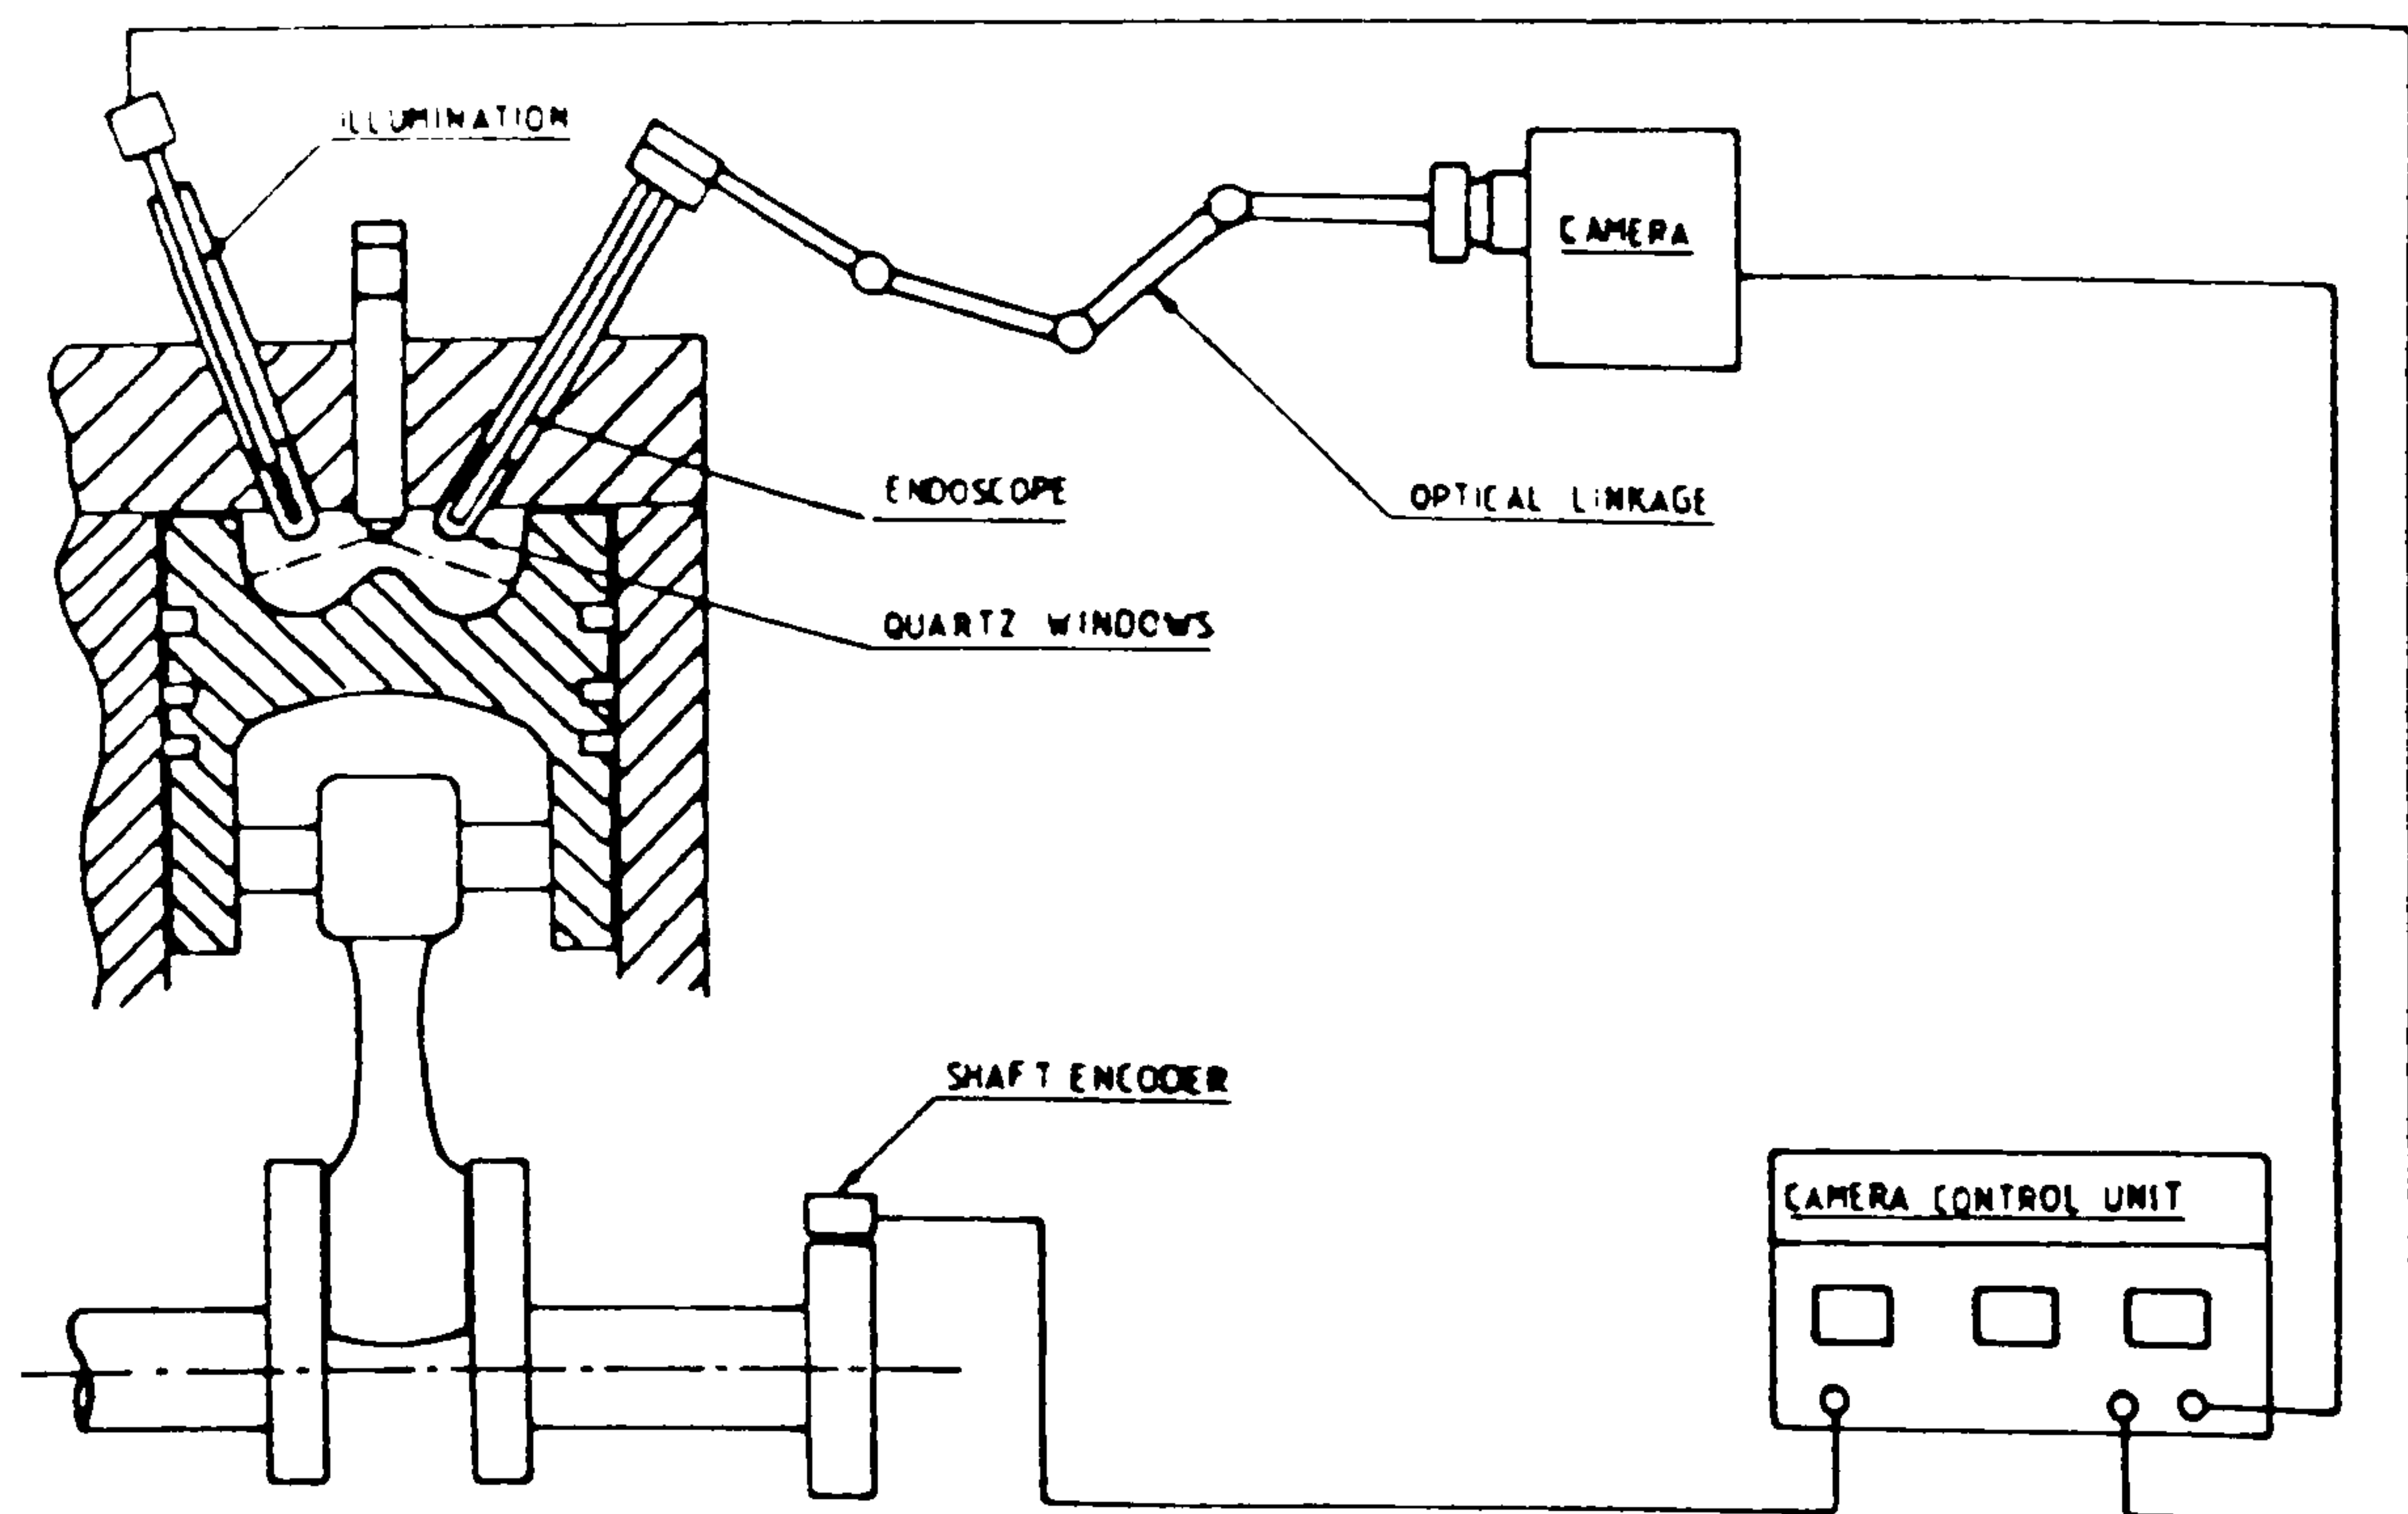 ILLUMINATION
CAMERA
ENDOSCOPE
OPTICAL LINKAGE
QUARTZ WINDOWS
SHAFT ENCODER
CAMERA CONTROL UNIT